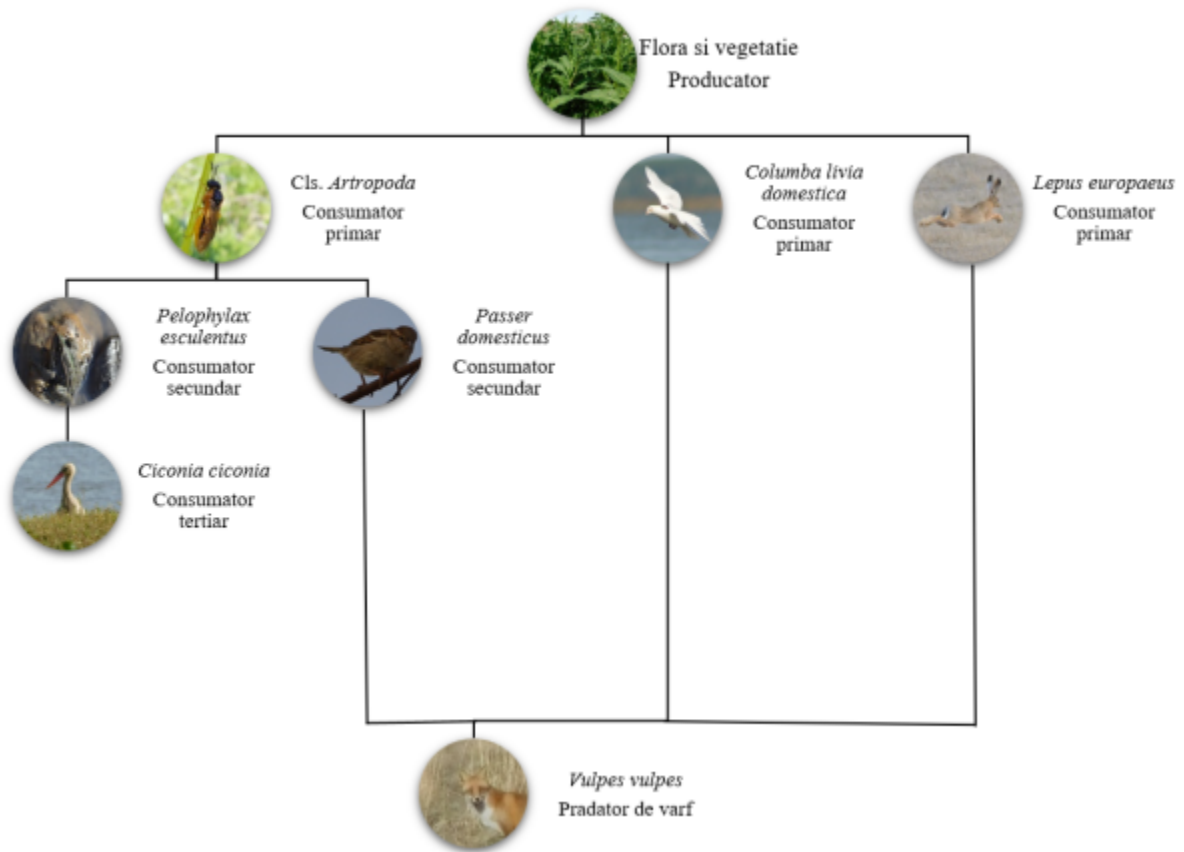 Flora si vegetatie
Producator
Cls. Artropoda
Consumator
primar
Columba livia
domestica
Consumator
primar
Lepus europaeus
Consumator
primar
Pelophylax
esculentus
Consumator
secundar
Passer
domesticus
Consumator
secundar
Ciconia ciconia
Consumator
tertiar
Vulpes vulpes
Pradator de varf